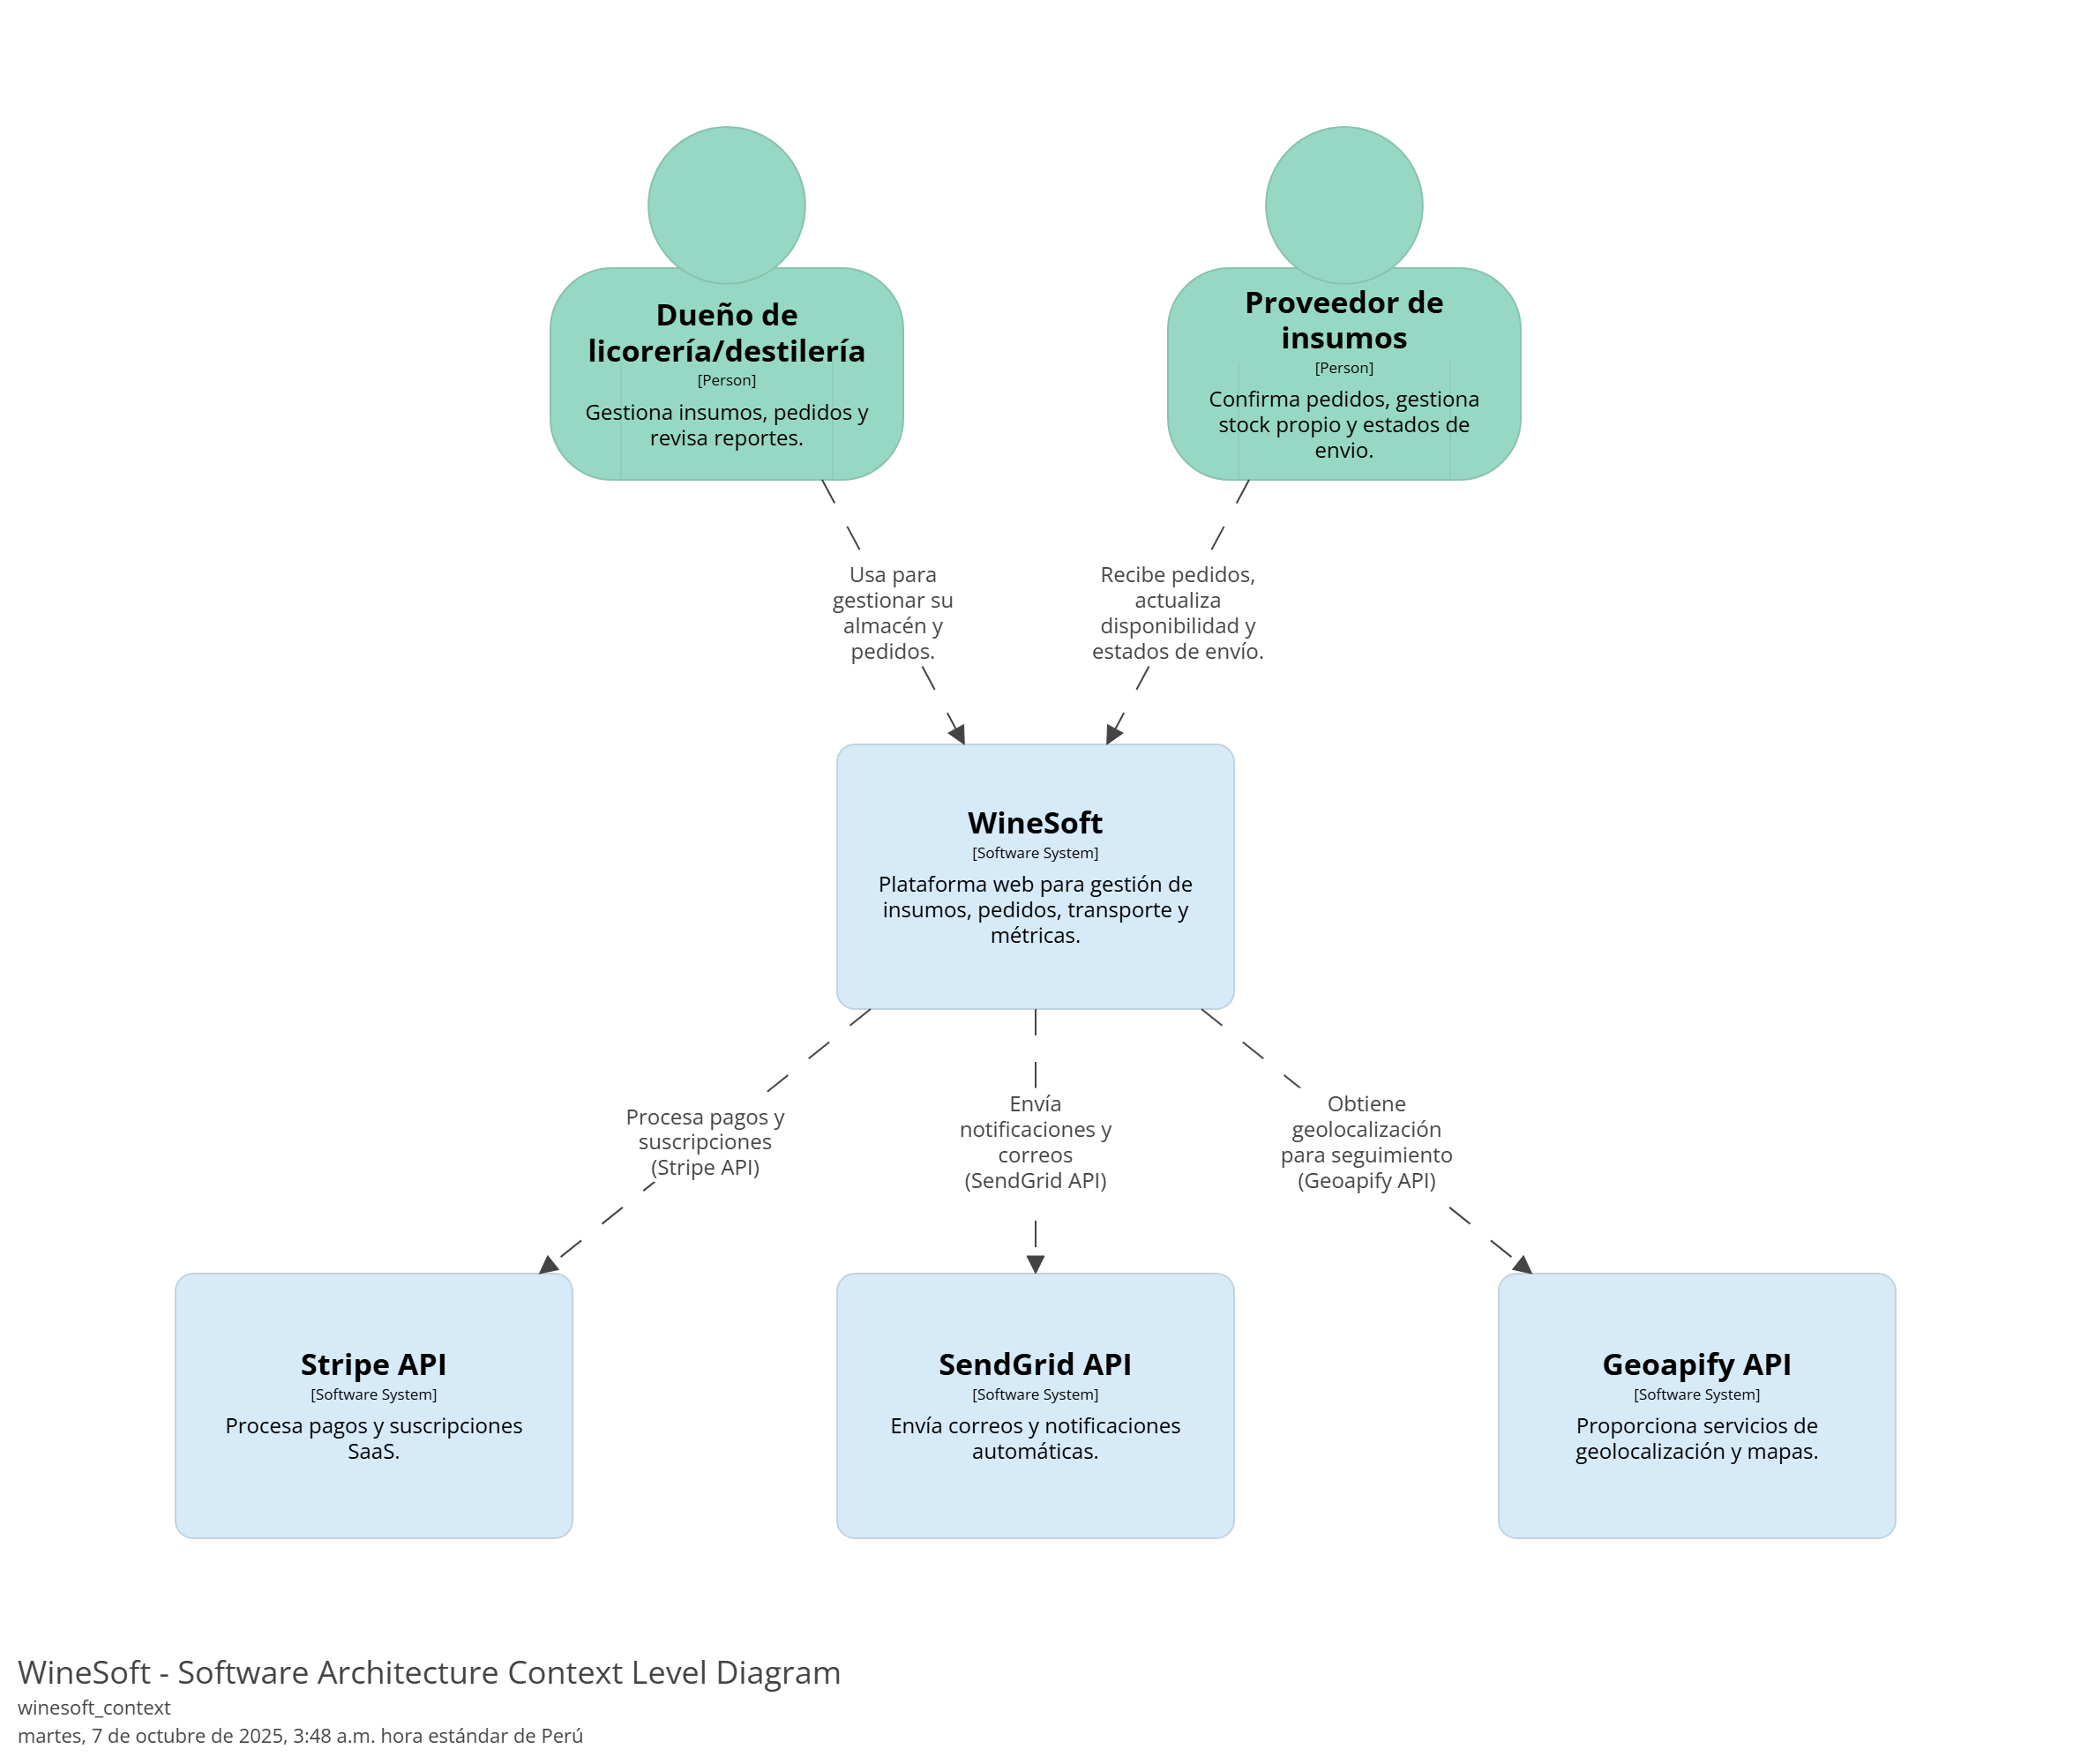 Dueño de
licorería/destilería
[Person]
Gestiona insumos, pedidos y
revisa reportes.
Proveedor de
insumos
[Person]
Confirma pedidos, gestiona
stock propio y estados de
envio.
Usa para
gestionar su
almacén y
pedidos.
Recibe pedidos,
actualiza
disponibilidad y
estados de envío.
WineSoft
[Software System]
Plataforma web para gestión de
insumos, pedidos, transporte y
métricas.
Procesa pagos y
suscripciones
(Stripe API)
Envía
notificaciones y
correos
(SendGrid API)
Obtiene
geolocalización
para seguimiento
(Geoapify API)
Stripe API
[Software System]
Procesa pagos y suscripciones
SaaS.
SendGrid API
[Software System]
Envía correos y notificaciones
automáticas.
Geoapify API
[Software System]
Proporciona servicios de
geolocalización y mapas.
WineSoft - Software Architecture Context Level Diagram
winesoft_context
martes, 7 de octubre de 2025, 3:48 a.m. hora estándar de Perú